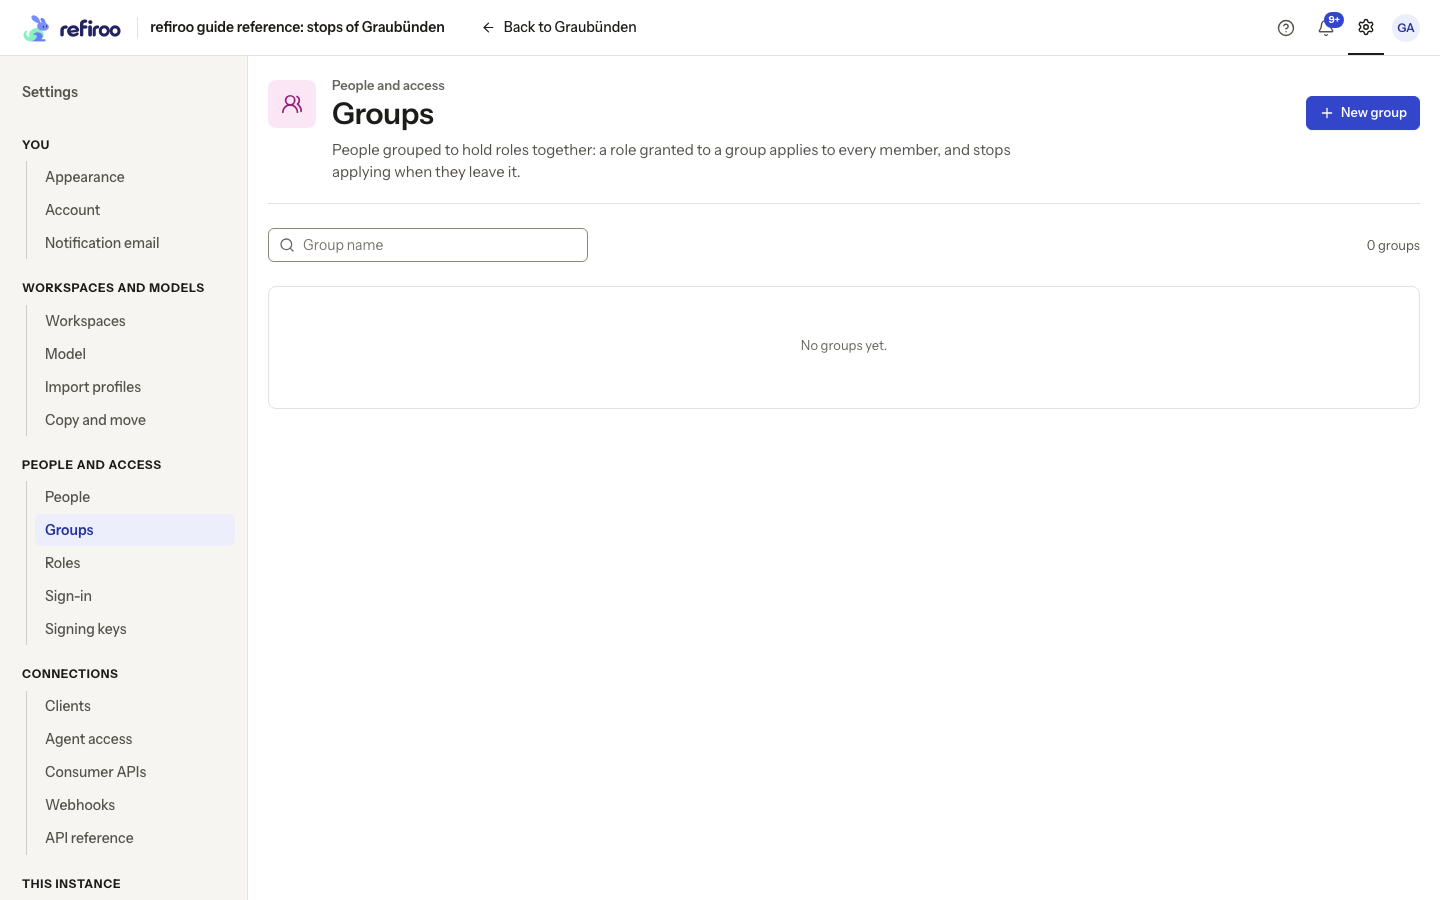 refiroo
refiroo guide reference: stops of Graubünden
Back to Graubünden
9+
GA
Settings
YOU
Appearance
Account
Notification email
WORKSPACES AND MODELS
Workspaces
Model
Import profiles
Copy and move
PEOPLE AND ACCESS
People
Groups
Roles
Sign-in
Signing keys
CONNECTIONS
Clients
Agent access
Consumer APIs
Webhooks
API reference
THIS INSTANCE
People and access
Groups
New group
People grouped to hold roles together: a role granted to a group applies to every member, and stops
applying when they leave it.
Group name
0 groups
No groups yet.